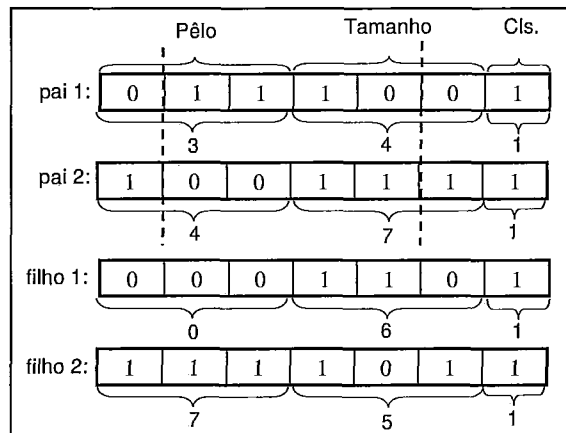 Pêlo Tamanho Cls.
pai 1: 0 1 1 1 0 0 1
3 4 1
pai 2: 1 0 0 1 1 1 1
4 7 1
filho 1: 0 0 0 1 1 0 1
0 6 1
filho 2: 1 1 1 1 0 1 1
7 5 1